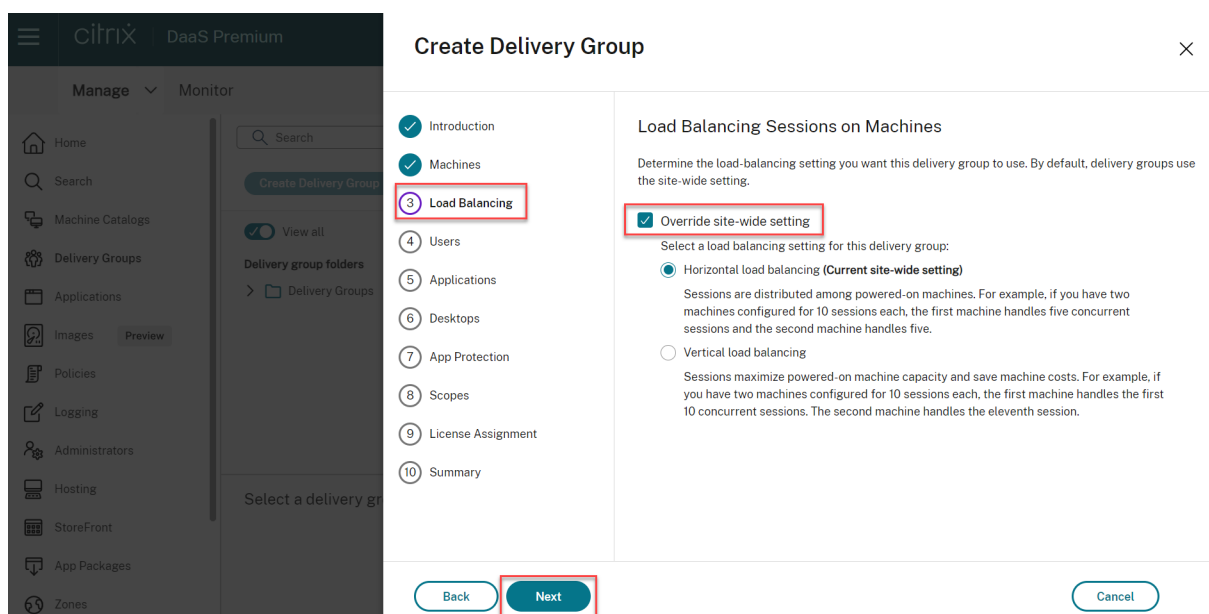 citrix DaaS Premium
Manage Monitor
Home
Search
Machine Catalogs
Delivery Groups
Applications
Images Preview
Policies
Logging
Administrators
Hosting
StoreFront
App Packages
Zones
Search
Create Delivery Group
View all
Delivery group folders
Delivery Groups
Select a delivery gr
Create Delivery Group
Introduction
Machines
3 Load Balancing
4 Users
5 Applications
6 Desktops
7 App Protection
8 Scopes
9 License Assignment
10 Summary
Load Balancing Sessions on Machines
Determine the load-balancing setting you want this delivery group to use. By default, delivery groups use
the site-wide setting.
Override site-wide setting
Select a load balancing setting for this delivery group:
Horizontal load balancing (Current site-wide setting)
Sessions are distributed among powered-on machines. For example, if you have two
machines configured for 10 sessions each, the first machine handles five concurrent
sessions and the second machine handles five.
Vertical load balancing
Sessions maximize powered-on machine capacity and save machine costs. For example, if
you have two machines configured for 10 sessions each, the first machine handles the first
10 concurrent sessions. The second machine handles the eleventh session.
Back Next Cancel